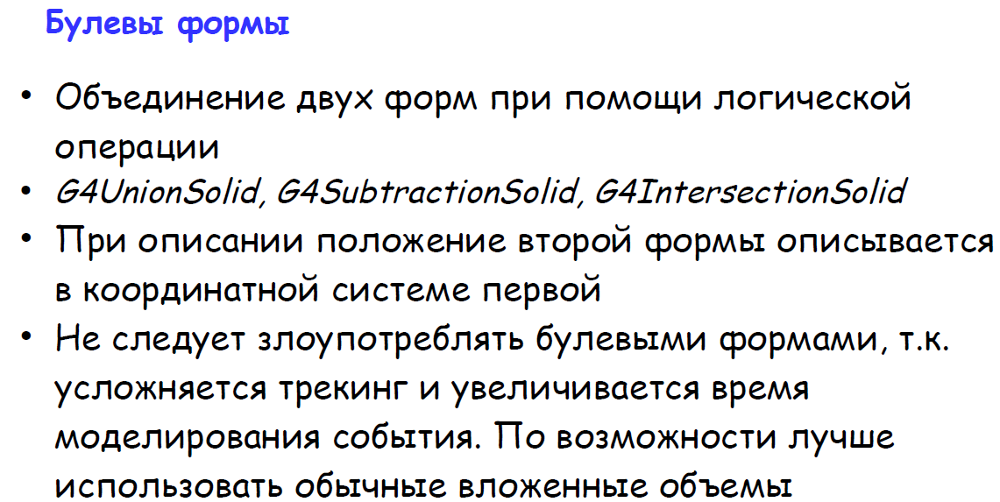 Булевы формы
• Объединение двух форм при помощи логической
операции
• G4UnionSolid, G4SubtractionSolid, G4IntersectionSolid
• При описании положение второй формы описывается
в координатной системе первой
• Не следует злоупотреблять булевыми формами, т.к.
усложняется трекинг и увеличивается время
моделирования события. По возможности лучше
использовать обычные вложенные объемы